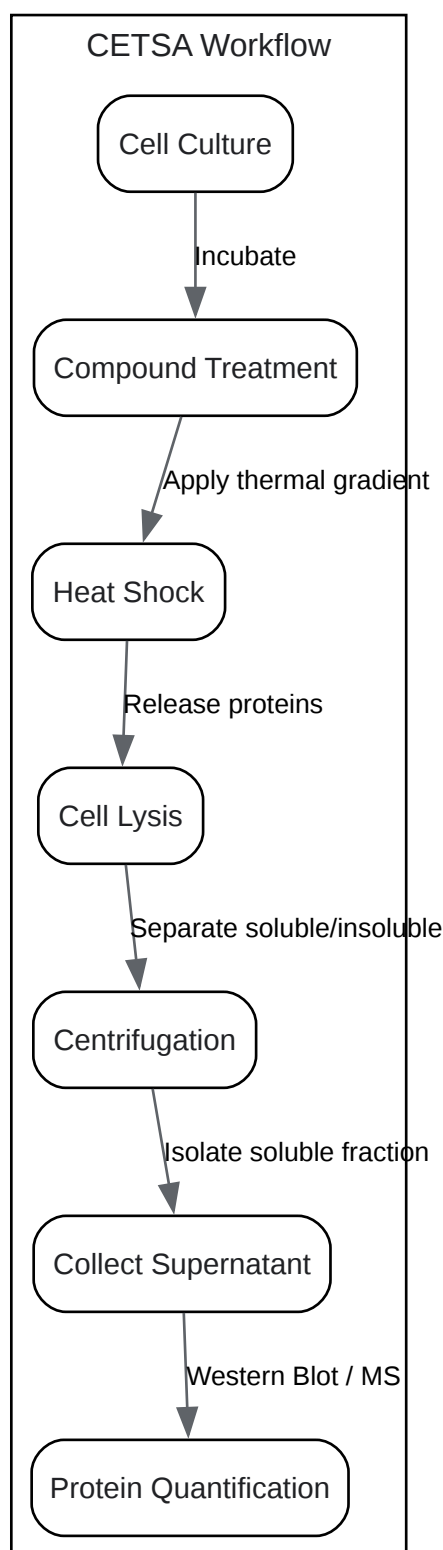 CETSA Workflow
Cell Culture
Incubate
Compound Treatment
Apply thermal gradient
Heat Shock
Release proteins
Cell Lysis
Separate soluble/insoluble
Centrifugation
Isolate soluble fraction
Collect Supernatant
Western Blot / MS
Protein Quantification